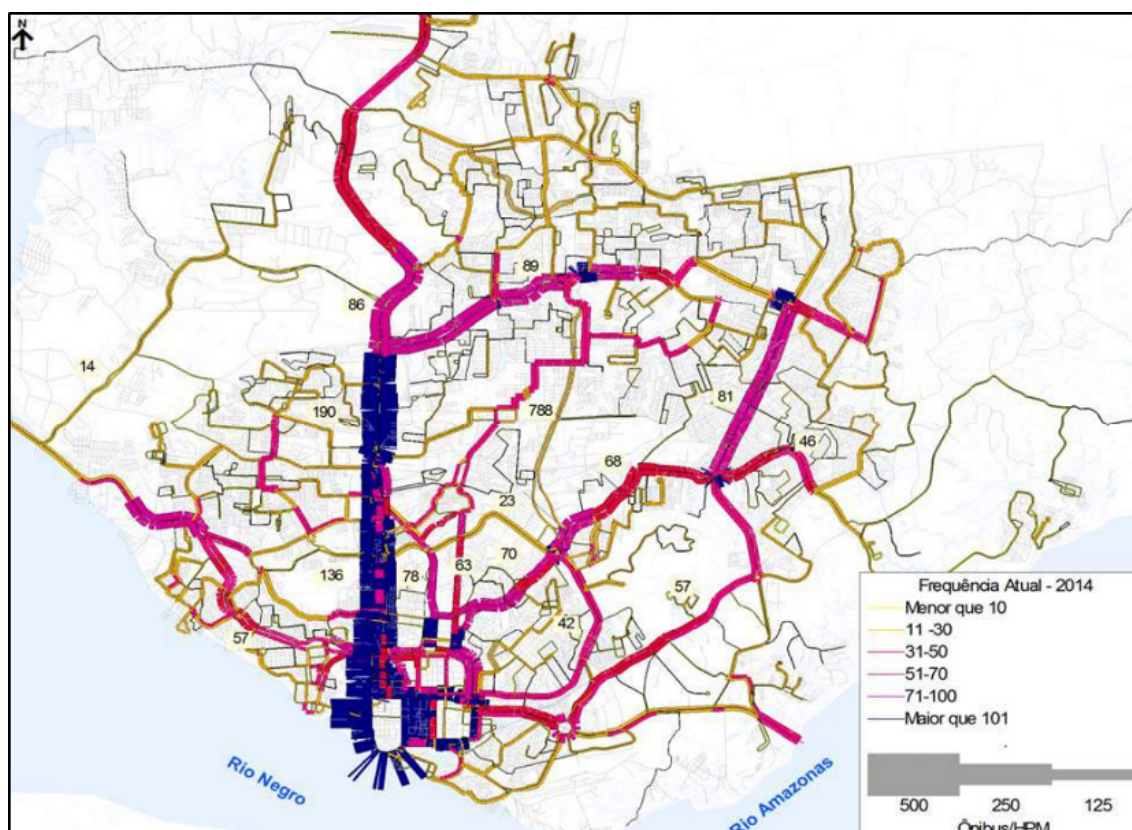 N
89
86
14
190
788
81
46
68
23
136
78
63
70
57
57
42
Rio Negro
Rio Amazonas
Frequência Atual - 2014
Menor que 10
11 -30
31-50
51-70
71-100
Maior que 101
500 250 125
Ônibus/HPM